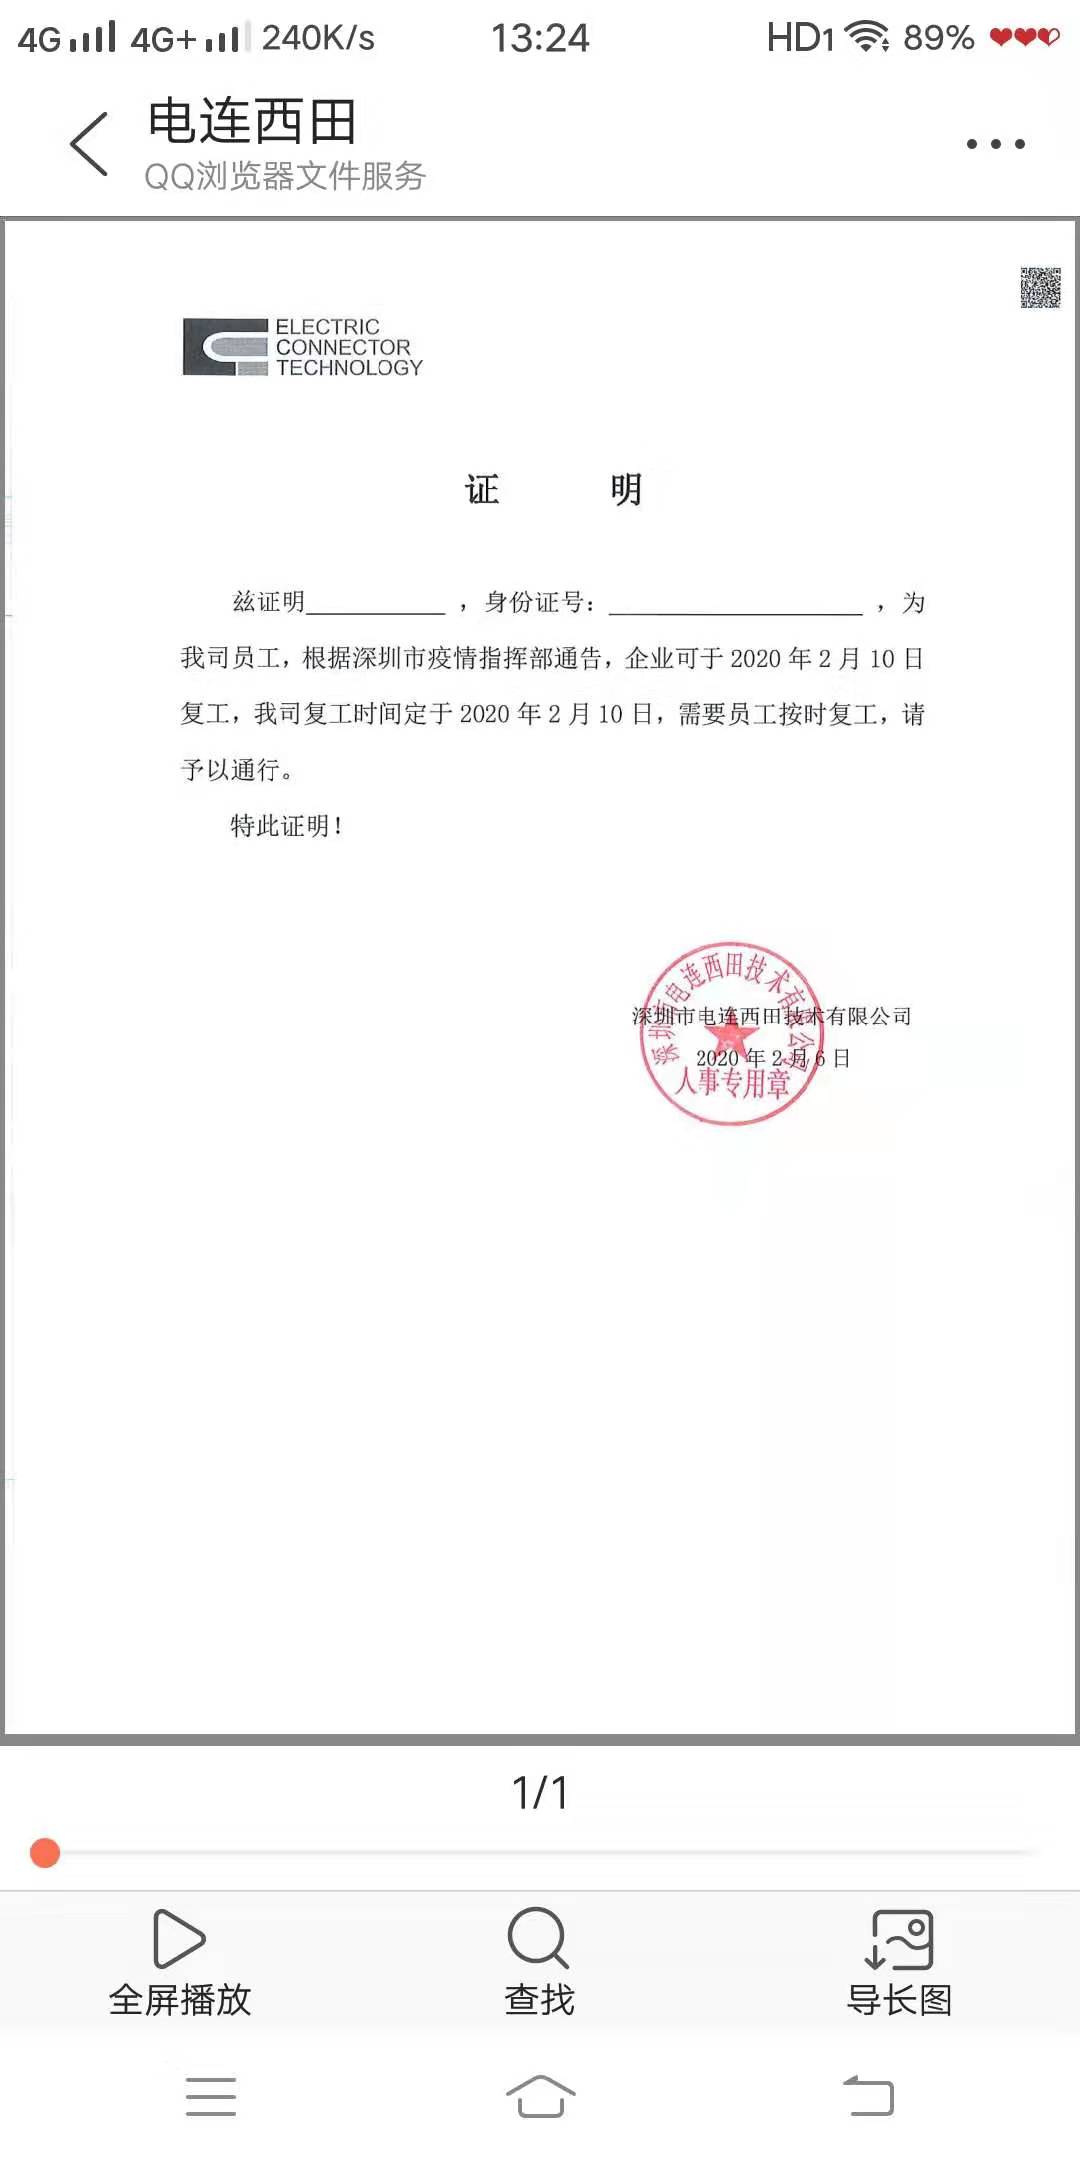 4G 4G+ 240K/s 13:24 HD1 89%
电连西田
QQ浏览器文件服务
ELECTRIC
CONNECTOR
TECHNOLOGY
证 明
兹证明__________，身份证号：__________________，为
我司员工，根据深圳市疫情指挥部通告，企业可于 2020 年 2 月 10 日
复工，我司复工时间定于 2020 年 2 月 10 日，需要员工按时复工，请
予以通行。
特此证明！
深圳市电连西田技术有限公司
深圳市电连西田技术有限公司
2020 年 2 月 6 日
人事专用章
1/1
全屏播放 查找 导长图